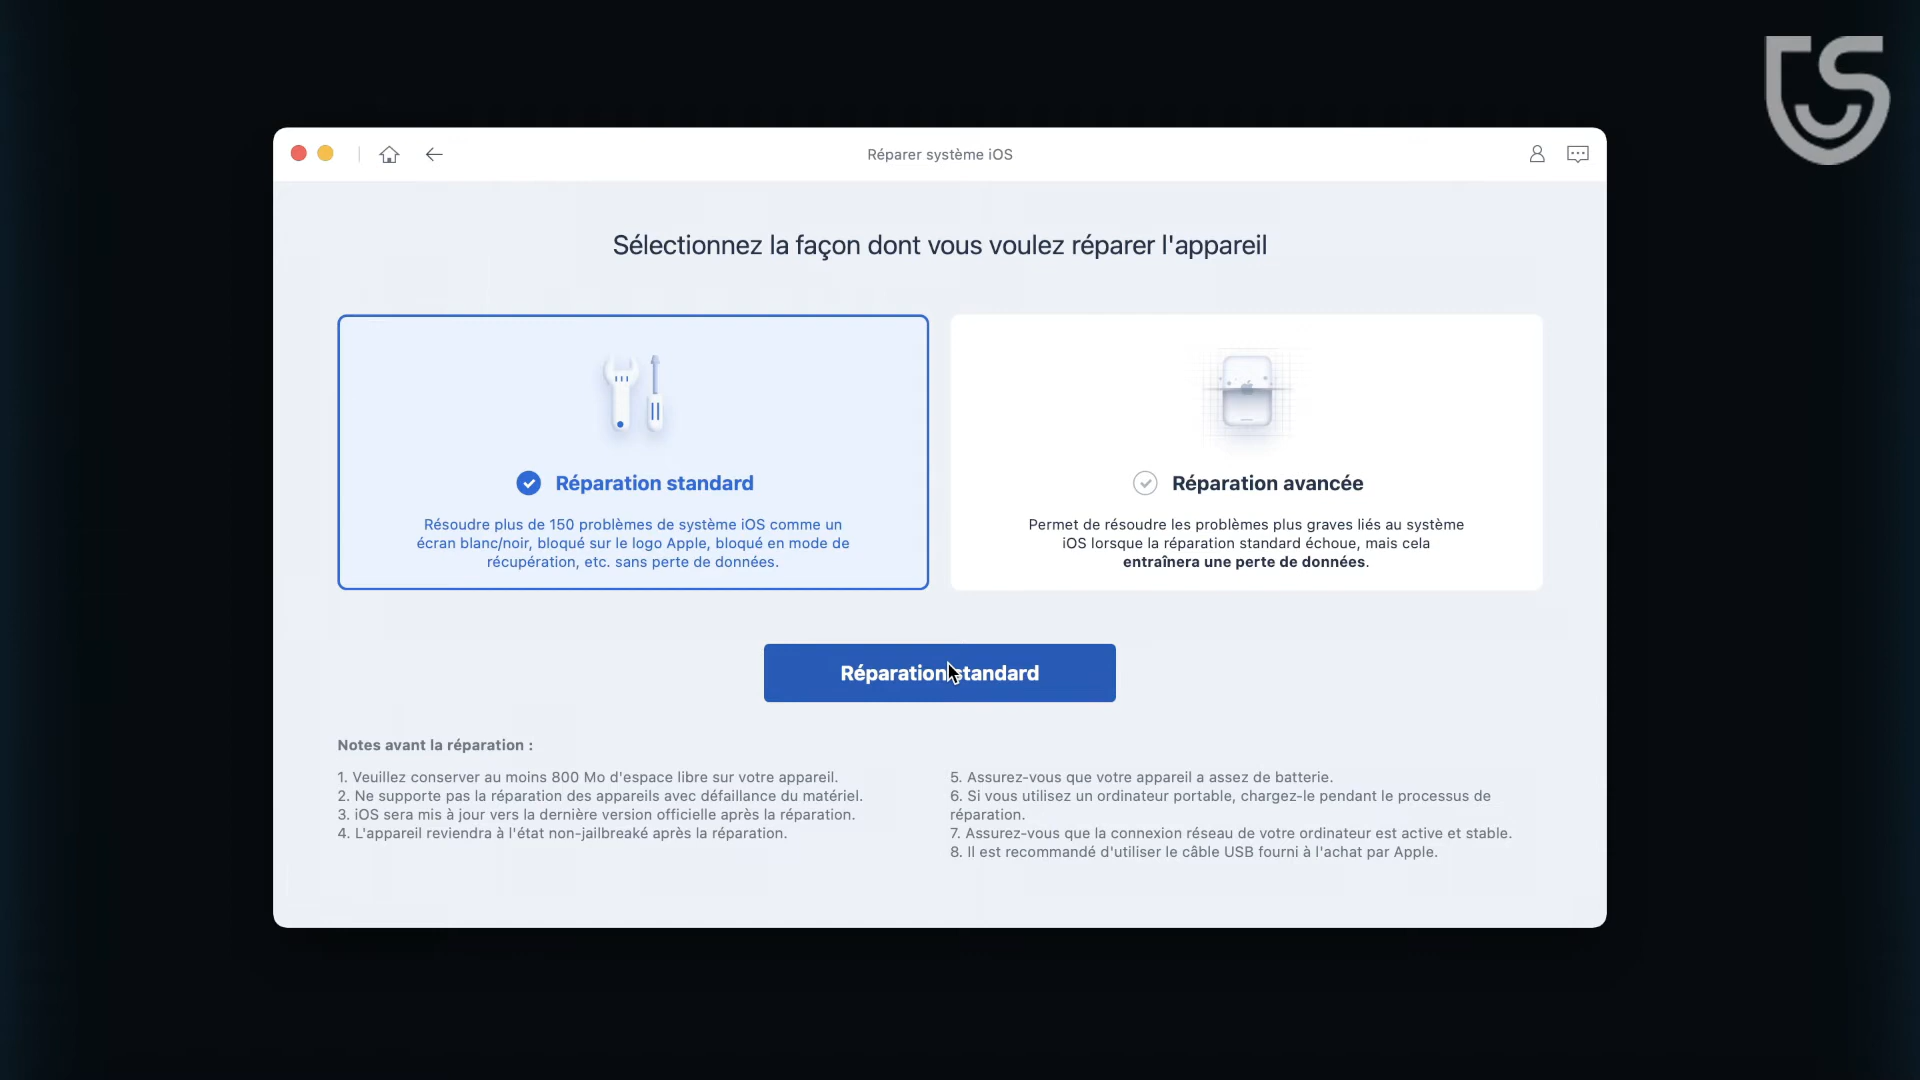 Réparer système iOS
Sélectionnez la façon dont vous voulez réparer l'appareil
Réparation standard
Résoudre plus de 150 problèmes de système iOS comme un
écran blanc/noir, bloqué sur le logo Apple, bloqué en mode de
récupération, etc. sans perte de données.
Réparation avancée
Permet de résoudre les problèmes plus graves liés au système
iOS lorsque la réparation standard échoue, mais cela
entraînera une perte de données.
Réparation standard
Notes avant la réparation :
1. Veuillez conserver au moins 800 Mo d'espace libre sur votre appareil.
2. Ne supporte pas la réparation des appareils avec défaillance du matériel.
3. iOS sera mis à jour vers la dernière version officielle après la réparation.
4. L'appareil reviendra à l'état non-jailbreaké après la réparation.
5. Assurez-vous que votre appareil a assez de batterie.
6. Si vous utilisez un ordinateur portable, chargez-le pendant le processus de
réparation.
7. Assurez-vous que la connexion réseau de votre ordinateur est active et stable.
8. Il est recommandé d'utiliser le câble USB fourni à l'achat par Apple.